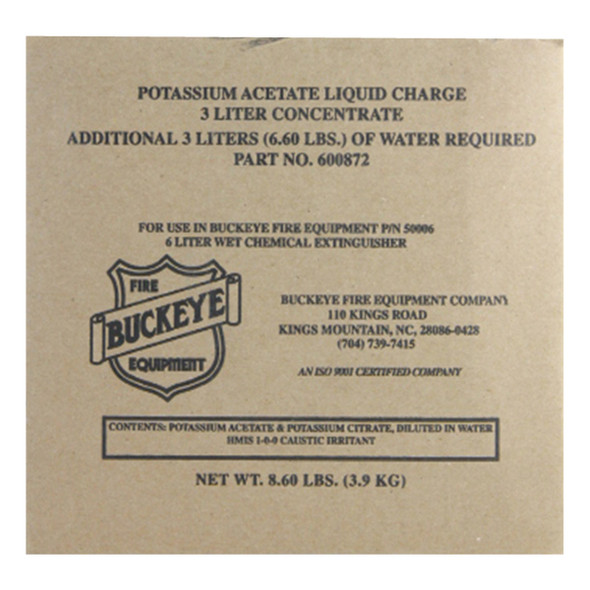 POTASSIUM ACETATE LIQUID CHARGE
3 LITER CONCENTRATE
ADDITIONAL 3 LITERS (6.60 LBS.) OF WATER REQUIRED
PART NO. 600872
FOR USE IN BUCKEYE FIRE EQUIPMENT P/N 50006
6 LITER WET CHEMICAL EXTINGUISHER
FIRE
BUCKEYE
EQUIPMENT
BUCKEYE FIRE EQUIPMENT COMPANY
110 KINGS ROAD
KINGS MOUNTAIN, NC, 28086-0428
(704) 739-7415
AN ISO 9001 CERTIFIED COMPANY
CONTENTS: POTASSIUM ACETATE & POTASSIUM CITRATE, DILUTED IN WATER
HMIS 1-0-0 CAUSTIC IRRITANT
NET WT. 8.60 LBS. (3.9 KG)